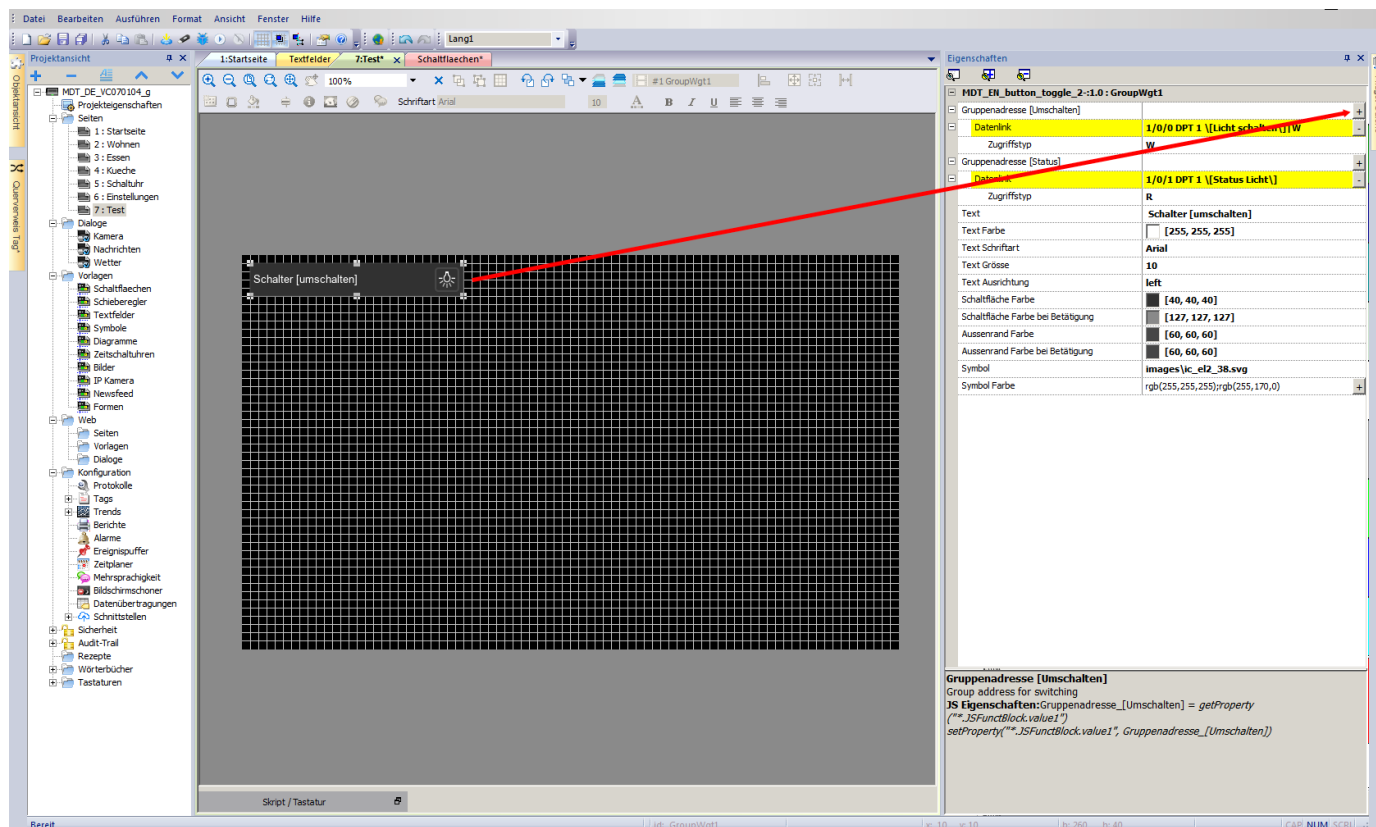 Datei Bearbeiten Ausführen Format Ansicht Fenster Hilfe
Lang1
Projektansicht
1:Startseite Textfelder 7:Test* x Schaltflaechen*
Eigenschaften
100%
#1 GroupWgt1
Schriftart Arial 10 A B I U
Objektansicht
Querverweis Tag"
MDT_DE_VC070104_g
Projekteigenschaften
Seiten
1 : Startseite
2 : Wohnen
3 : Essen
4 : Kueche
5 : Schaltuhr
6 : Einstellungen
7 : Test
Dialoge
Kamera
Nachrichten
Wetter
Vorlagen
Schaltflaechen
Schieberegler
Textfelder
Symbole
Diagramme
Zeitschaltuhren
Bilder
IP Kamera
Newsfeed
Formen
Web
Seiten
Vorlagen
Dialoge
Konfiguration
Protokolle
Tags
Trends
Berichte
Alarme
Ereignispuffer
Zeitplaner
Mehrsprachigkeit
Bildschirmschoner
Datenübertragungen
Schnittstellen
Sicherheit
Audit-Trail
Rezepte
Wörterbücher
Tastaturen
Schalter [umschalten]
Skript / Tastatur
MDT_EN_button_toggle_2-:1.0 : GroupWgt1
Gruppenadresse [Umschalten] +
Datenlink 1/0/0 DPT 1 \[Licht schalten\]|W -
Zugriffstyp W
Gruppenadresse [Status] +
Datenlink 1/0/1 DPT 1 \[Status Licht\] -
Zugriffstyp R
Text Schalter [umschalten]
Text Farbe [255, 255, 255]
Text Schriftart Arial
Text Grösse 10
Text Ausrichtung left
Schaltfläche Farbe [40, 40, 40]
Schaltfläche Farbe bei Betätigung [127, 127, 127]
Aussenrand Farbe [60, 60, 60]
Aussenrand Farbe bei Betätigung [60, 60, 60]
Symbol images\ic_el2_38.svg
Symbol Farbe rgb(255,255,255);rgb(255,170,0) +
Gruppenadresse [Umschalten]
Group address for switching
JS Eigenschaften:Gruppenadresse_[Umschalten] = getProperty
("*.JSFunctBlock.value1")
setProperty("*.JSFunctBlock.value1", Gruppenadresse_[Umschalten])
Bereit id: GroupWgt1 x: 10 y: 10 b: 260 h: 40 CAP NUM SCRL